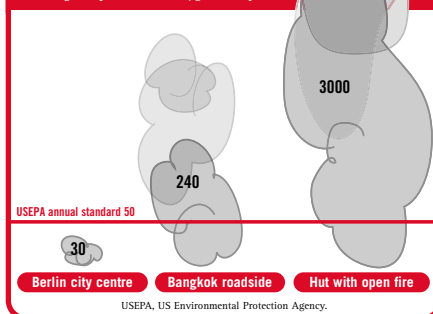 3000
240
USEPA annual standard 50
30
Berlin city centre
Bangkok roadside
Hut with open fire
USEPA, US Environmental Protection Agency.